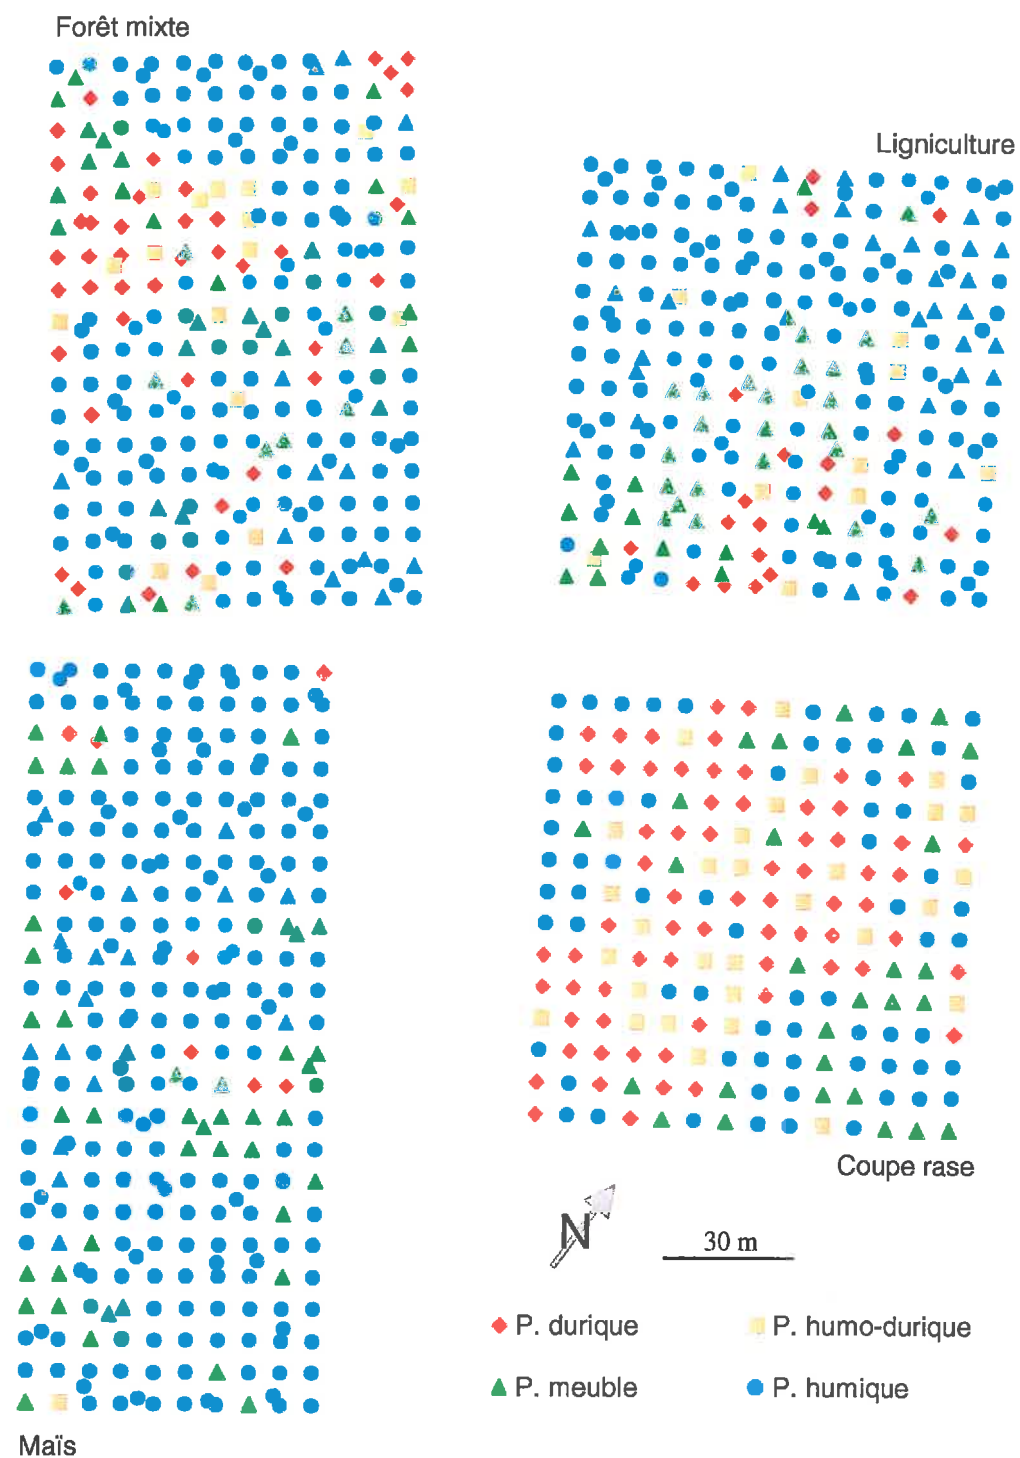 Forêt mixte
Ligniculture
Coupe rase
N
30 m
P. durique
P. humo-durique
P. meuble
P. humique
Maïs